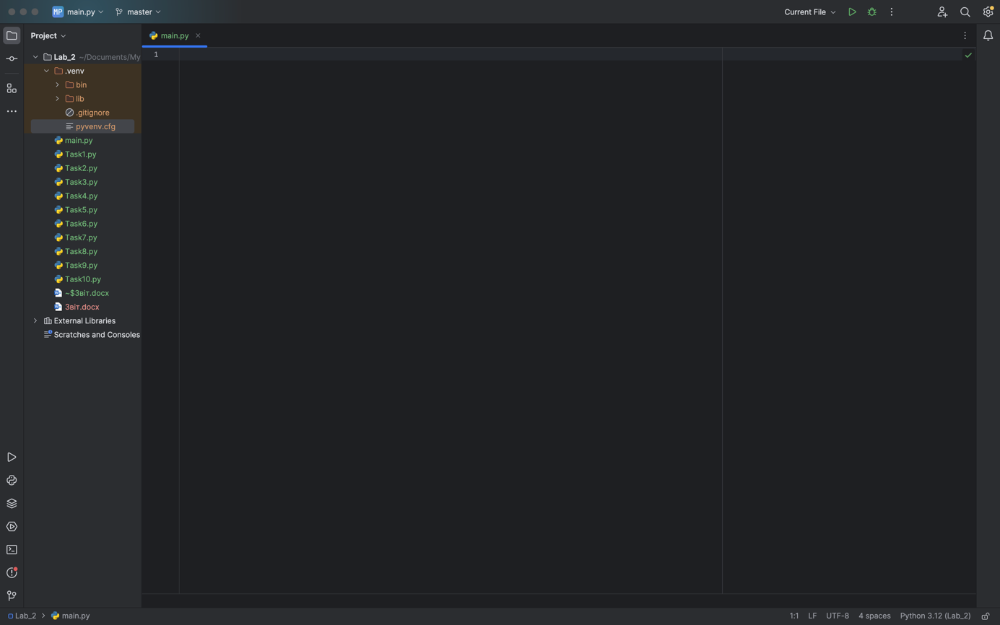 MP main.py master Current File
Project
main.py
Lab_2 ~/Documents/My
1
.venv
bin
lib
.gitignore
pyvenv.cfg
main.py
Task1.py
Task2.py
Task3.py
Task4.py
Task5.py
Task6.py
Task7.py
Task8.py
Task9.py
Task10.py
~$Звіт.docx
Звіт.docx
External Libraries
Scratches and Consoles
Lab_2 main.py 1:1 LF UTF-8 4 spaces Python 3.12 (Lab_2)